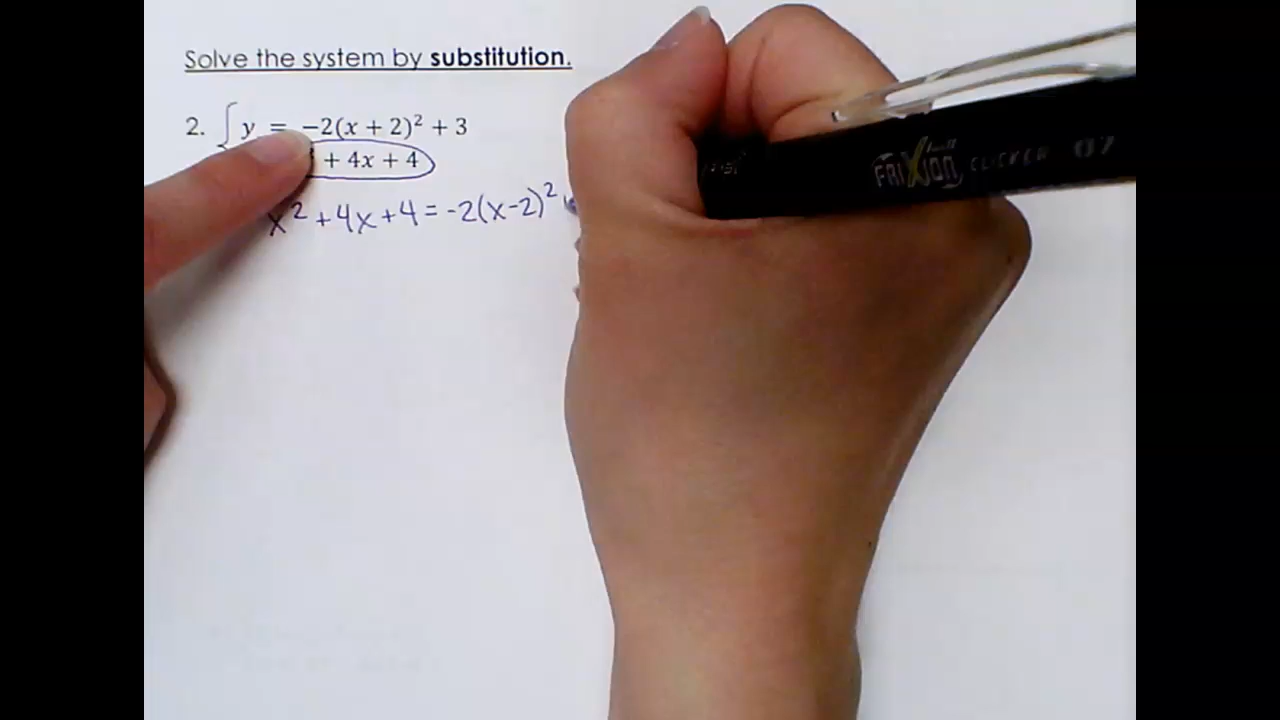 Solve the system by substitution.
2. { y = −2(x + 2)² + 3
+ 4x + 4
x² + 4x + 4 = -2(x-2)²
FRIXION CLICKER 07